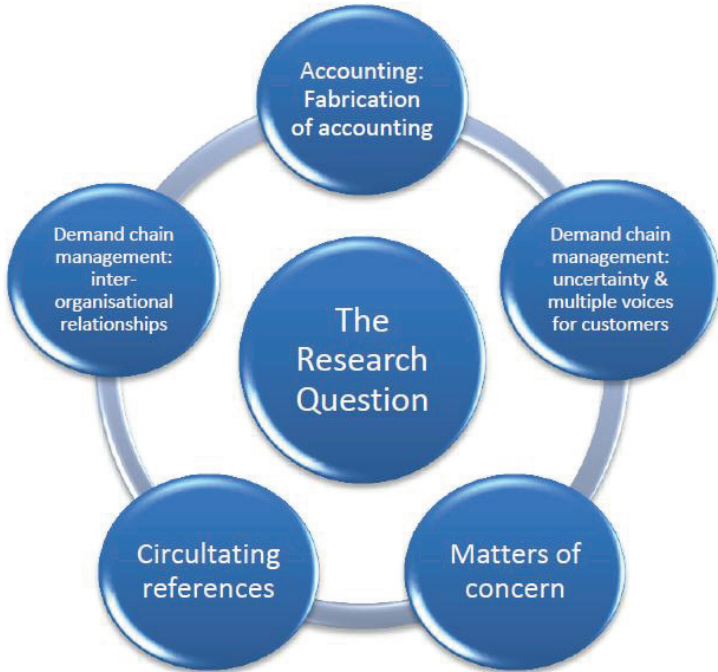 Accounting:
Fabrication
of accounting
Demand chain
management:
inter-
organisational
relationships
Demand chain
management:
uncertainty &
multiple voices
for customers
The
Research
Question
Circultating
references
Matters of
concern